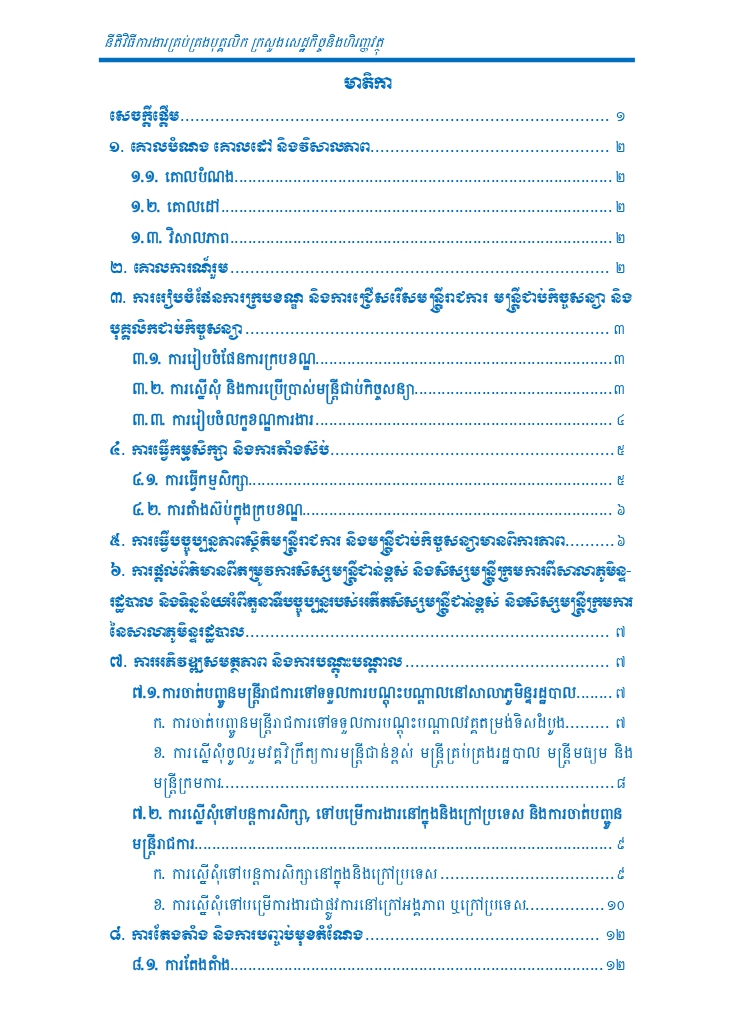 នីតិវិធីការងារគ្រប់គ្រងបុគ្គលិក ក្រសួងសេដ្ឋកិច្ចនិងហិរញ្ញវត្ថុ
មាតិកា
សេចក្តីផ្តើម.................................................................... ១
១. គោលបំណង គោលដៅ និងវិសាលភាព...................................... ២
១.១. គោលបំណង................................................................................ ២
១.២. គោលដៅ................................................................................... ២
១.៣. វិសាលភាព................................................................................. ២
២. គោលការណ៍រួម............................................................ ២
៣. ការរៀបចំផែនការក្របខណ្ឌ និងការជ្រើសរើសមន្ត្រីរាជការ មន្ត្រីជាប់កិច្ចសន្យា និង
បុគ្គលិកជាប់កិច្ចសន្យា.......................................................... ៣
៣.១. ការរៀបចំផែនការក្របខណ្ឌ...............................................................៣
៣.២. ការស្នើសុំ និងការប្រើប្រាស់មន្ត្រីជាប់កិច្ចសន្យា..........................................៣
៣.៣. ការរៀបចំលក្ខខណ្ឌការងារ............................................................... ៤
៤. ការធ្វើកម្មសិក្សា និងការតាំងស៊ប់.............................................៥
៤.១. ការធ្វើកម្មសិក្សា............................................................................. ៥
៤.២. ការតាំងស៊ប់ក្នុងក្របខណ្ឌ................................................................. ៦
៥. ការធ្វើបច្ចុប្បន្នភាពស្ថិតិមន្ត្រីរាជការ និងមន្ត្រីជាប់កិច្ចសន្យាមានពិការភាព..........៦
៦. ការផ្តល់ព័ត៌មានពីតម្រូវការសិស្សមន្ត្រីជាន់ខ្ពស់ និងសិស្សមន្ត្រីក្រមការពីសាលាភូមិន្ទ-
រដ្ឋបាល និងទិន្នន័យអំពីតួនាទីបច្ចុប្បន្នរបស់អតីតសិស្សមន្ត្រីជាន់ខ្ពស់ និងសិស្សមន្ត្រីក្រមការ
នៃសាលាភូមិន្ទរដ្ឋបាល.......................................................... ៧
៧. ការអភិវឌ្ឍសមត្ថភាព និងការបណ្តុះបណ្តាល ................................ ៧
៧.១.ការចាត់បញ្ជូនមន្ត្រីរាជការទៅទទួលការបណ្តុះបណ្តាលនៅសាលាភូមិន្ទរដ្ឋបាល........ ៧
ក. ការចាត់បញ្ជូនមន្ត្រីរាជការទៅទទួលការបណ្តុះបណ្តាលវគ្គតម្រង់ទិសដំបូង......... ៧
ខ. ការស្នើសុំចូលរួមវគ្គវិក្រឹត្យការមន្ត្រីជាន់ខ្ពស់ មន្ត្រីគ្រប់គ្រងរដ្ឋបាល មន្ត្រីមធ្យម និង
មន្ត្រីក្រមការ..............................................................៨
៧.២. ការស្នើសុំទៅបន្តការសិក្សា, ទៅបម្រើការងារនៅក្នុងនិងក្រៅប្រទេស និងការចាត់បញ្ជូន
មន្ត្រីរាជការ........................................................................................ ៩
ក. ការស្នើសុំទៅបន្តការសិក្សានៅក្នុងនិងក្រៅប្រទេស ............................៩
ខ. ការស្នើសុំទៅបម្រើការងារជាផ្លូវការនៅក្រៅអង្គភាព ឬក្រៅប្រទេស................១០
៨. ការតែងតាំង និងការបញ្ចប់មុខតំណែង..................................... ១២
៨.១. ការតែងតាំង............................................................................... ១២